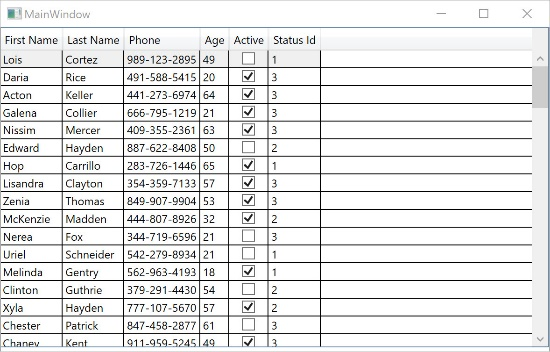 MainWindow
First Name Last Name Phone Age Active Status Id
Lois Cortez 989-123-2895 49 1
Daria Rice 491-588-5415 20 3
Acton Keller 441-273-6974 64 3
Galena Collier 666-795-1219 21 3
Nissim Mercer 409-355-2361 63 3
Edward Hayden 887-622-8408 50 2
Hop Carrillo 283-726-1446 65 1
Lisandra Clayton 354-359-7133 57 3
Zenia Thomas 849-907-9904 53 3
McKenzie Madden 444-807-8926 32 2
Nerea Fox 344-719-6596 21 3
Uriel Schneider 542-279-8934 21 1
Melinda Gentry 562-963-4193 18 1
Clinton Guthrie 379-291-4430 54 2
Xyla Hayden 777-107-5670 57 2
Chester Patrick 847-458-2877 61 3
Chaney Kent 911-959-5245 49 3